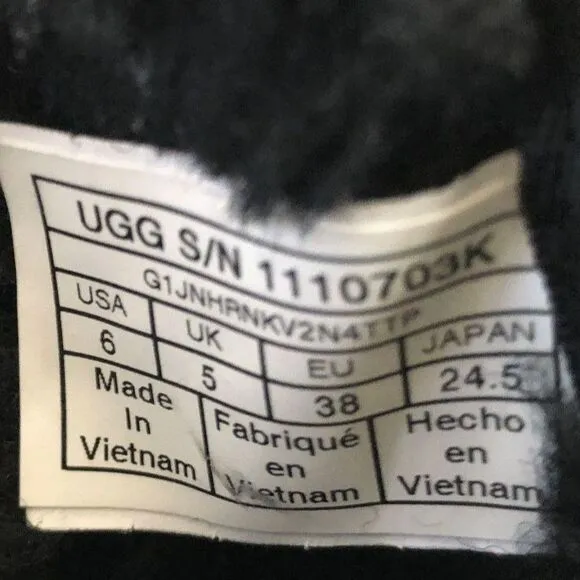 UGG S/N 1110703K
G1JNHRNKV2N4TTP
USA UK EU JAPAN
6 5 38 24.5
Made In Vietnam
Fabriqué en Vietnam
Hecho en Vietnam